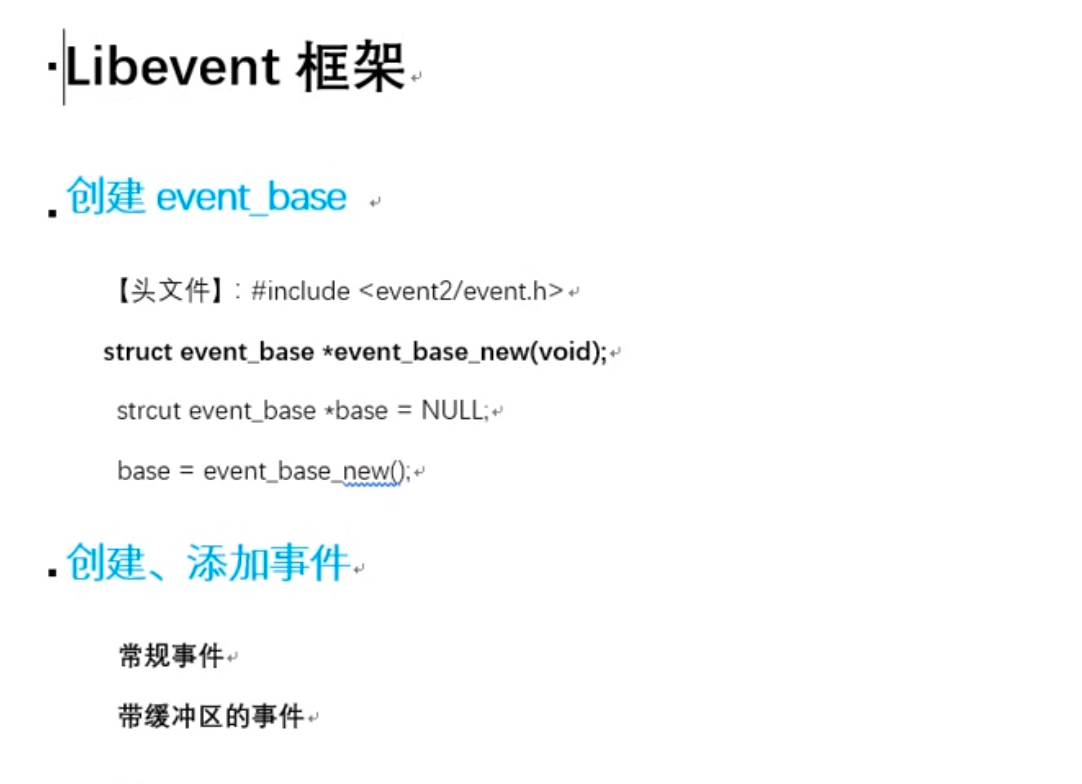 Libevent 框架
创建 event_base
【头文件】: #include <event2/event.h>
struct event_base *event_base_new(void);
strcut event_base *base = NULL;
base = event_base_new();
创建、添加事件
常规事件
带缓冲区的事件